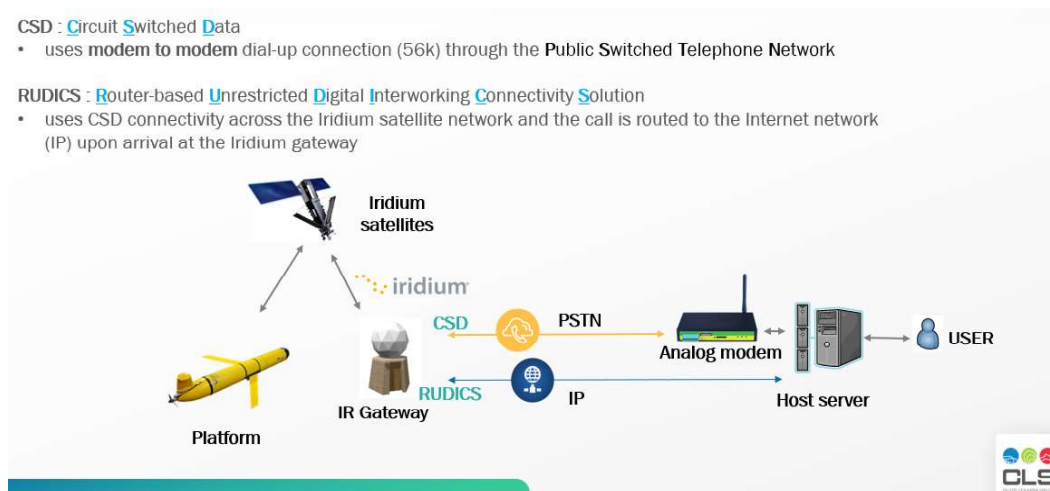 CSD : Circuit Switched Data
• uses modem to modem dial-up connection (56k) through the Public Switched Telephone Network
RUDICS : Router-based Unrestricted Digital Interworking Connectivity Solution
• uses CSD connectivity across the Iridium satellite network and the call is routed to the Internet network
(IP) upon arrival at the Iridium gateway
Iridium
satellites
iridium
CSD
PSTN
Analog modem
USER
RUDICS
IP
IR Gateway
Host server
Platform
CLS